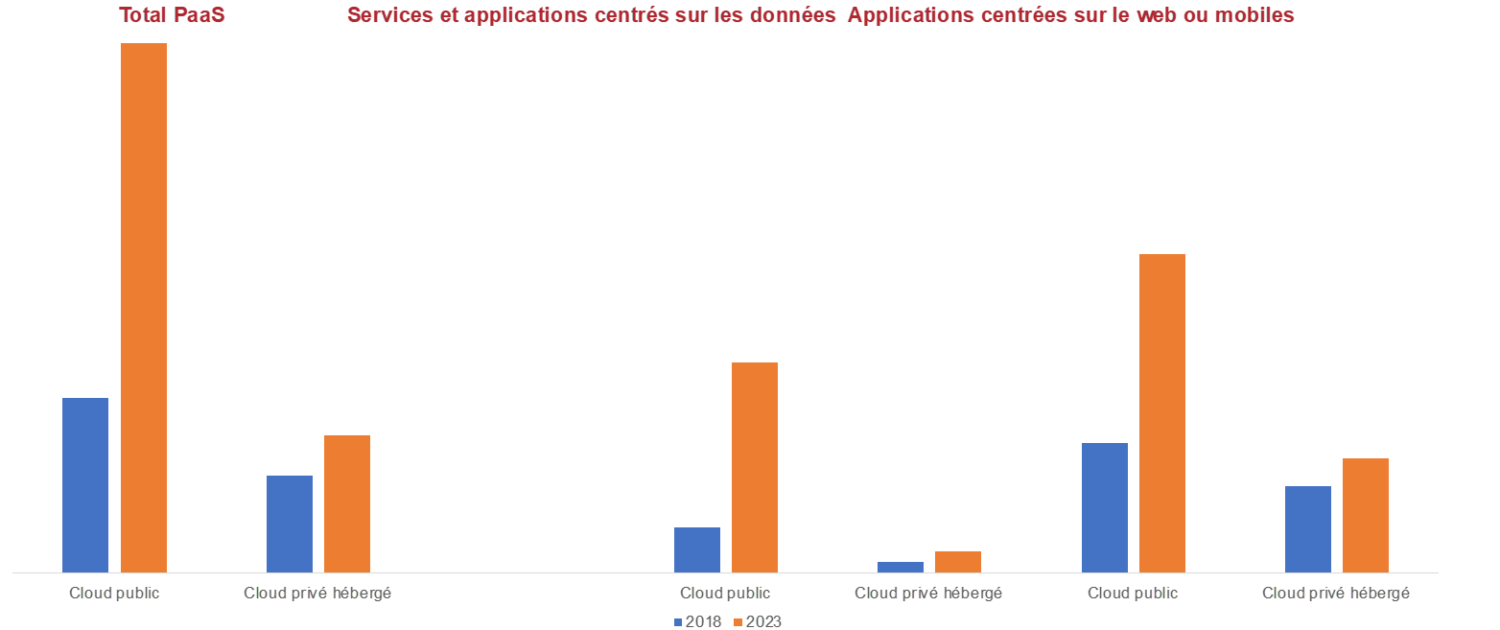 Total PaaS
Services et applications centrés sur les données
Applications centrées sur le web ou mobiles
Cloud public
Cloud privé hébergé
Cloud public
Cloud privé hébergé
Cloud public
Cloud privé hébergé
2018
2023